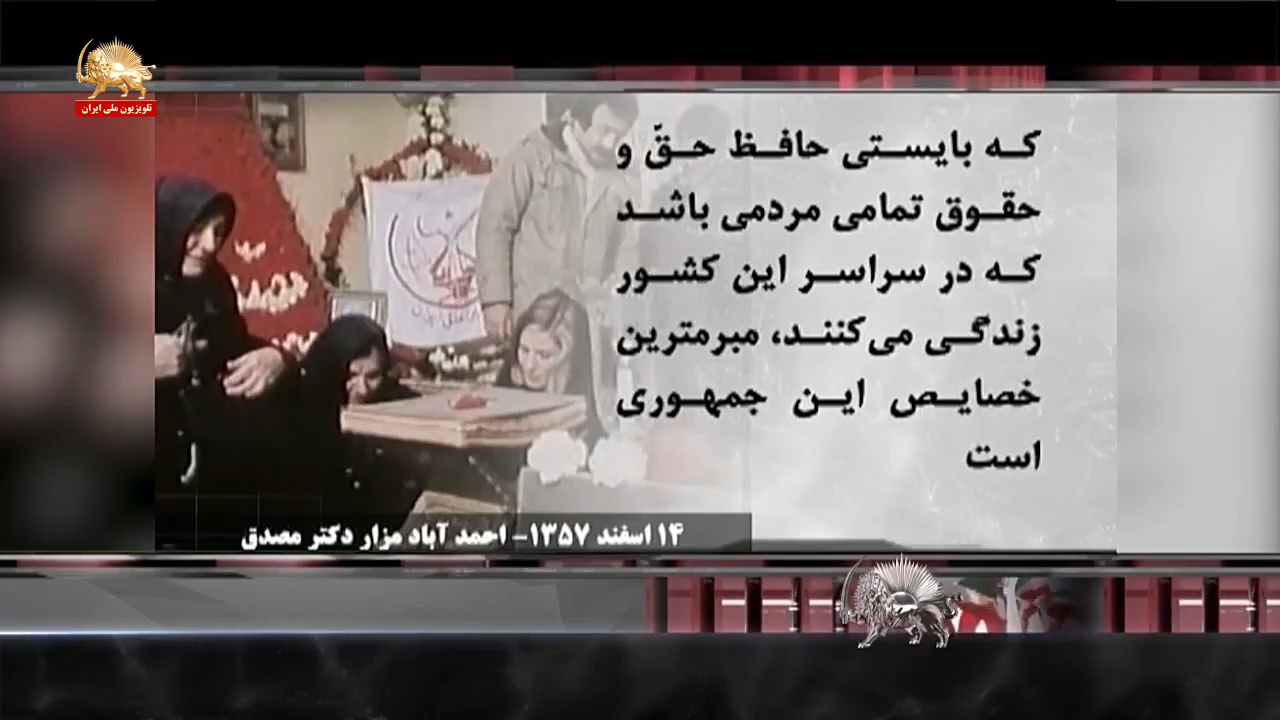 تلویزیون ملی ایران
که بایستی حافظ حقّ و
حقوق تمامی مردمی باشد
که در سراسر این کشور
زندگی می‌کنند، مبرمترین
خصایص این جمهوری
است
۱۴ اسفند ۱۳۵۷- احمد آباد مزار دکتر مصدق